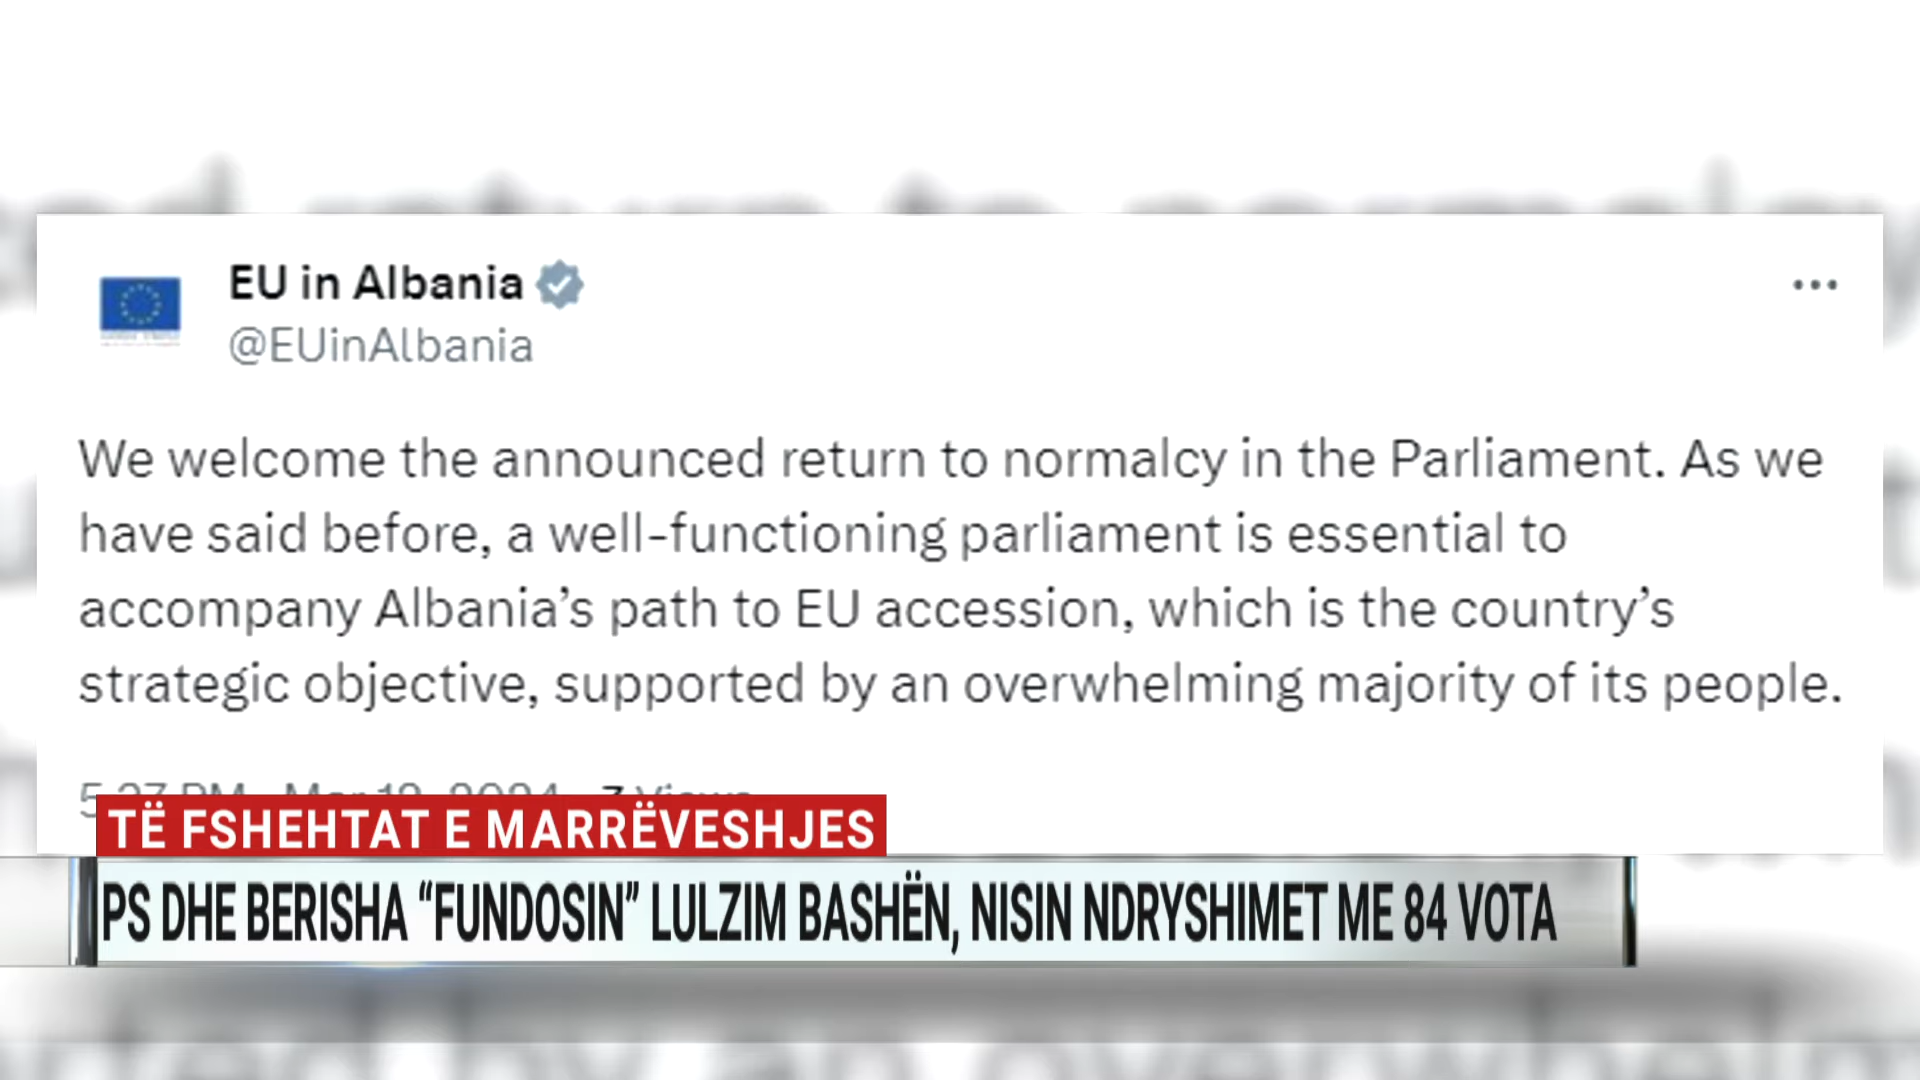 EU in Albania
@EUinAlbania
We welcome the announced return to normalcy in the Parliament. As we
have said before, a well-functioning parliament is essential to
accompany Albania’s path to EU accession, which is the country’s
strategic objective, supported by an overwhelming majority of its people.
TË FSHEHTAT E MARRËVESHJES
PS DHE BERISHA “FUNDOSIN” LULZIM BASHËN, NISIN NDRYSHIMET ME 84 VOTA